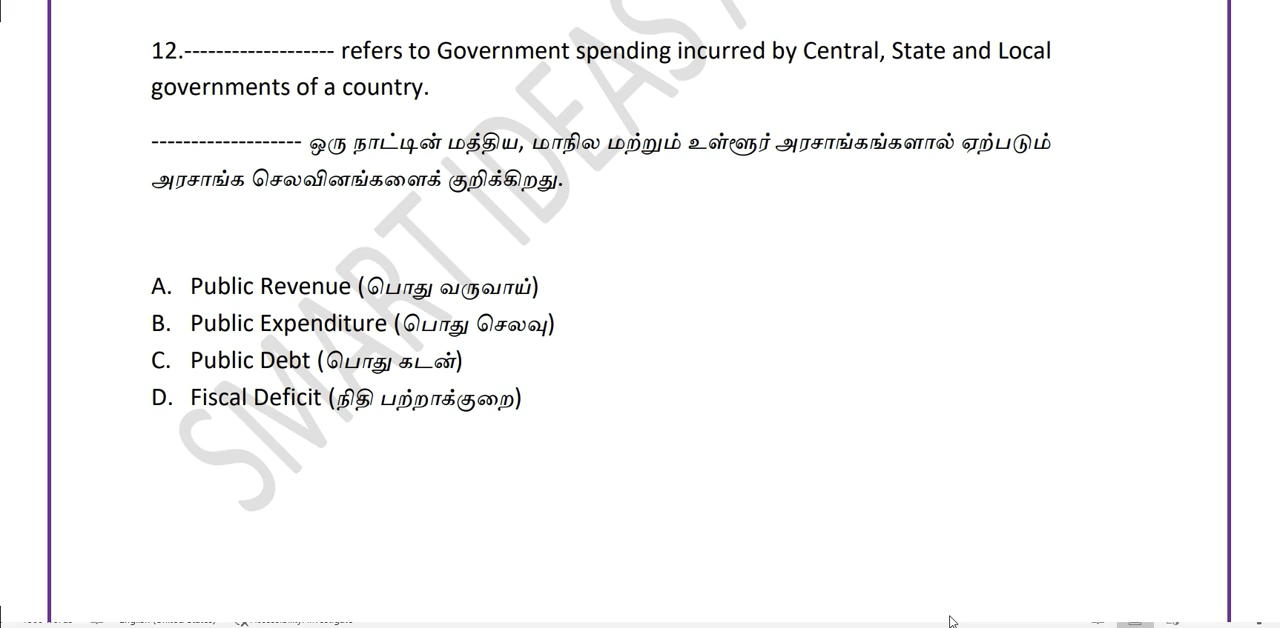 12.------------------- refers to Government spending incurred by Central, State and Local
governments of a country.
------------------- ஒரு நாட்டின் மத்திய, மாநில மற்றும் உள்ளூர் அரசாங்கங்களால் ஏற்படும்
அரசாங்க செலவினங்களைக் குறிக்கிறது.
A. Public Revenue (பொது வருவாய்)
B. Public Expenditure (பொது செலவு)
C. Public Debt (பொது கடன்)
D. Fiscal Deficit (நிதி பற்றாக்குறை)
SMART IDEAS